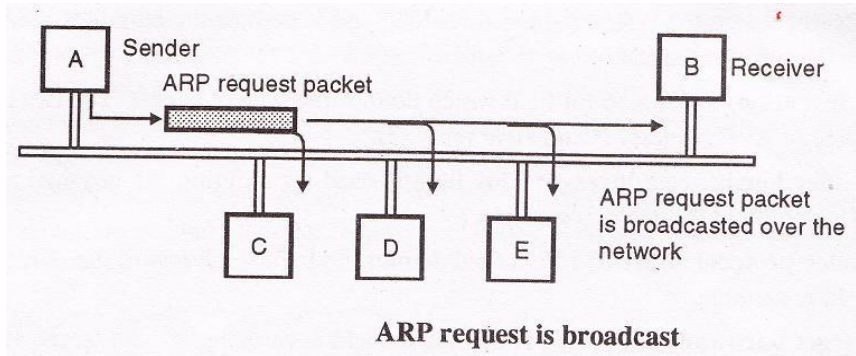 A
Sender
ARP request packet
B
Receiver
C
D
E
ARP request packet
is broadcasted over the
network
ARP request is broadcast